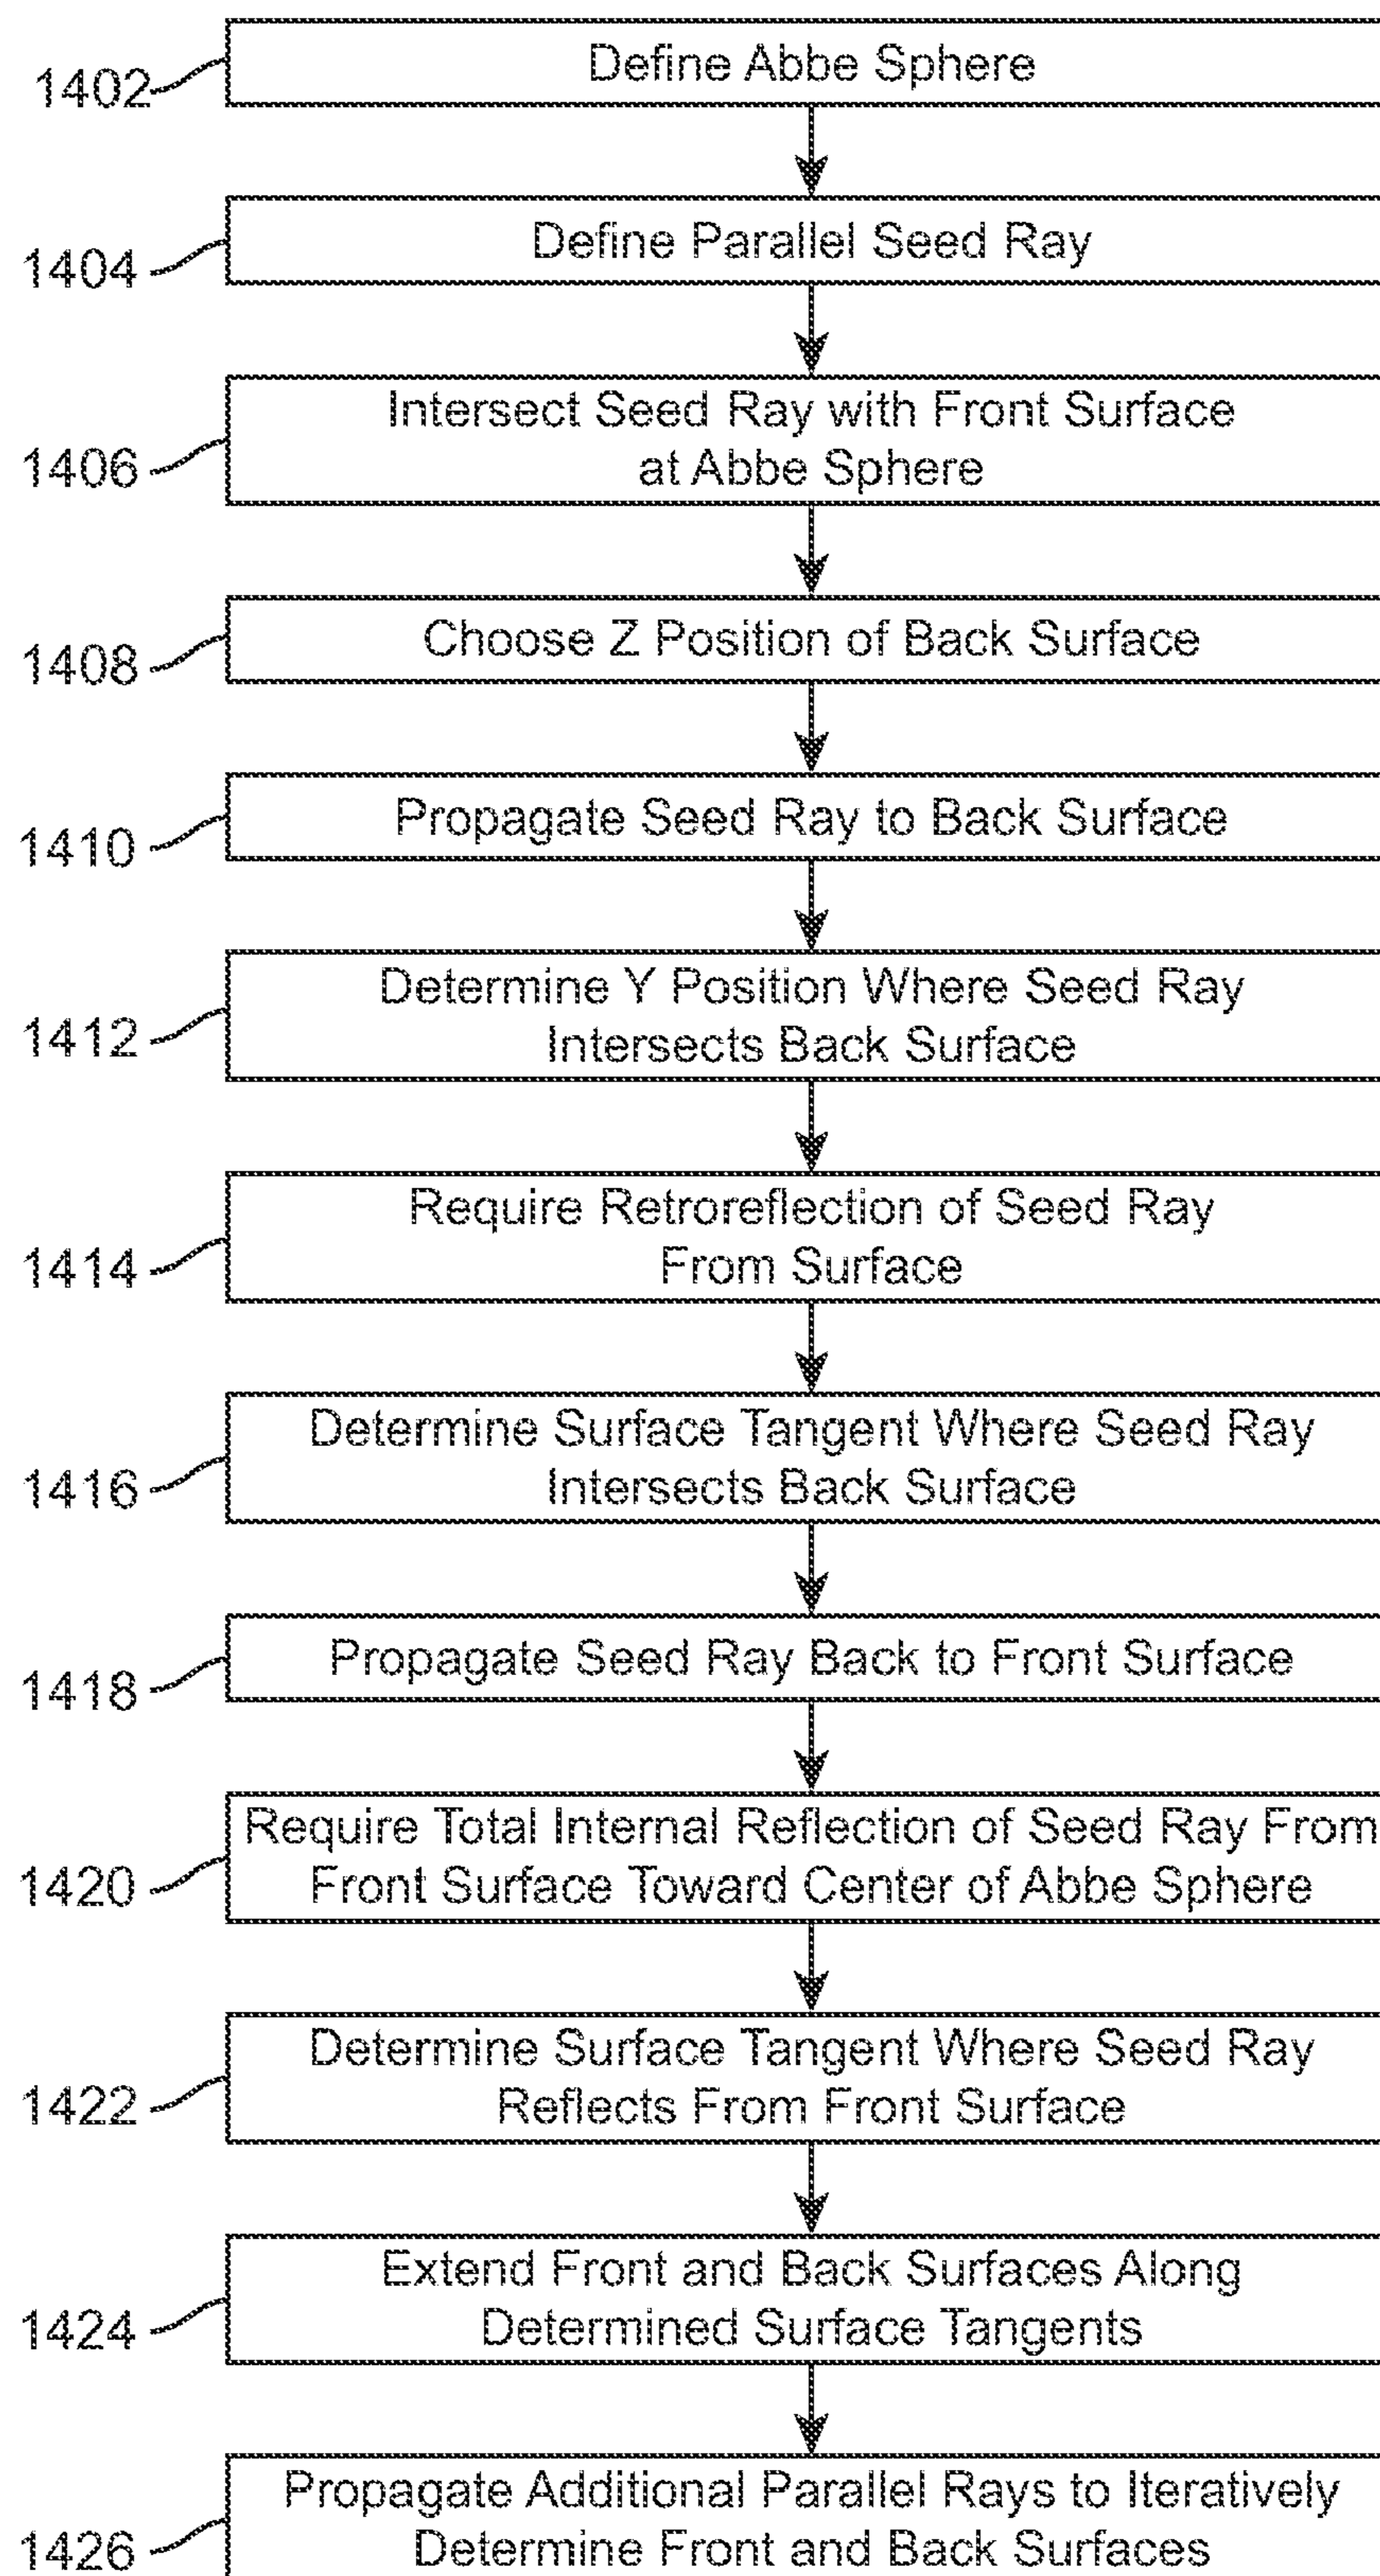 1402
Define Abbe Sphere
1404
Define Parallel Seed Ray
1406
Intersect Seed Ray with Front Surface
at Abbe Sphere
1408
Choose Z Position of Back Surface
1410
Propagate Seed Ray to Back Surface
1412
Determine Y Position Where Seed Ray
Intersects Back Surface
1414
Require Retroreflection of Seed Ray
From Surface
1416
Determine Surface Tangent Where Seed Ray
Intersects Back Surface
1418
Propagate Seed Ray Back to Front Surface
1420
Require Total Internal Reflection of Seed Ray From
Front Surface Toward Center of Abbe Sphere
1422
Determine Surface Tangent Where Seed Ray
Reflects From Front Surface
1424
Extend Front and Back Surfaces Along
Determined Surface Tangents
1426
Propagate Additional Parallel Rays to Iteratively
Determine Front and Back Surfaces